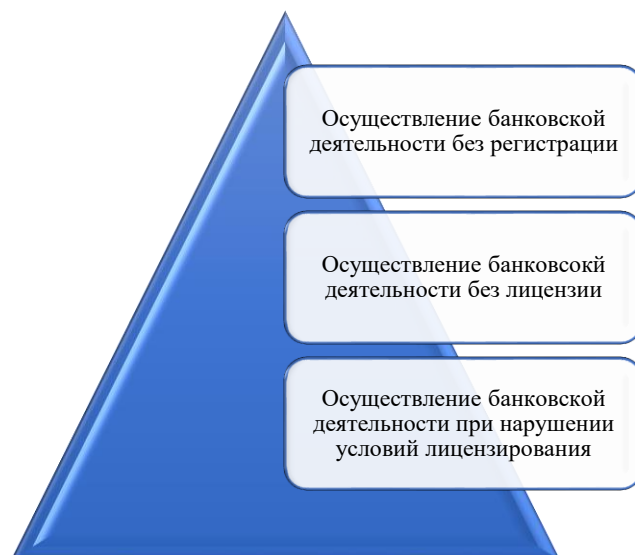 Осуществление банковской
деятельности без регистрации
Осуществление банковсокй
деятельности без лицензии
Осуществление банковской
деятельности при нарушении
условий лицензирования